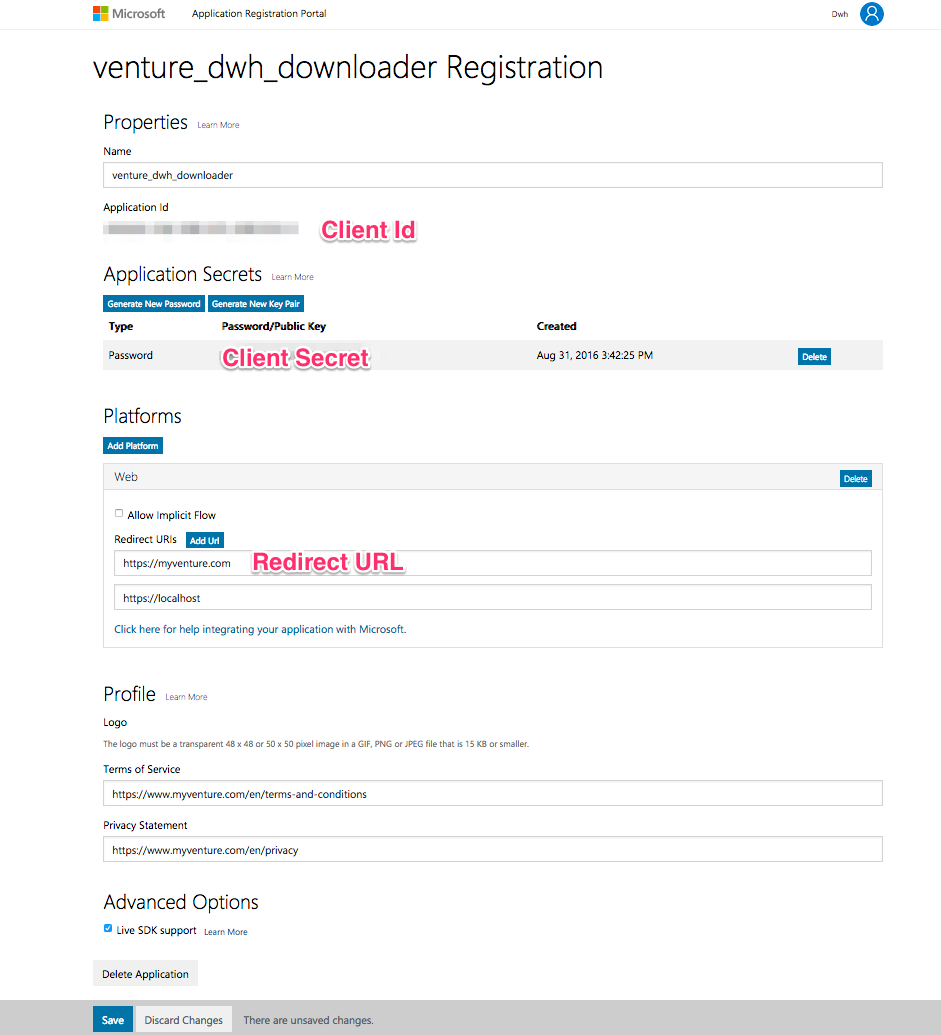 Microsoft Application Registration Portal Dwh
venture_dwh_downloader Registration
Properties Learn More
Name
venture_dwh_downloader
Application Id
Client Id
Application Secrets Learn More
Generate New Password Generate New Key Pair
Type Password/Public Key Created
Password Client Secret Aug 31, 2016 3:42:25 PM Delete
Platforms
Add Platform
Web Delete
Allow Implicit Flow
Redirect URIs Add Url
https://myventure.com Redirect URL
https://localhost
Click here for help integrating your application with Microsoft.
Profile Learn More
Logo
The logo must be a transparent 48 x 48 or 50 x 50 pixel image in a GIF, PNG or JPEG file that is 15 KB or smaller.
Terms of Service
https://www.myventure.com/en/terms-and-conditions
Privacy Statement
https://www.myventure.com/en/privacy
Advanced Options
Live SDK support Learn More
Delete Application
Save Discard Changes There are unsaved changes.